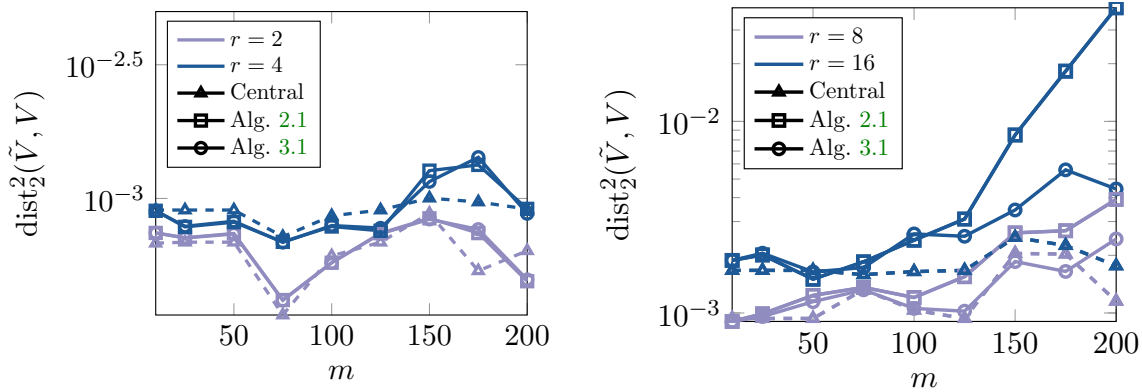 10^{-2.5}
10^{-3}
dist_2^2(Ṽ, V)
r = 2
r = 4
Central
Alg. 2.1
Alg. 3.1
50 100 150 200
m
10^{-2}
10^{-3}
dist_2^2(Ṽ, V)
r = 8
r = 16
Central
Alg. 2.1
Alg. 3.1
50 100 150 200
m